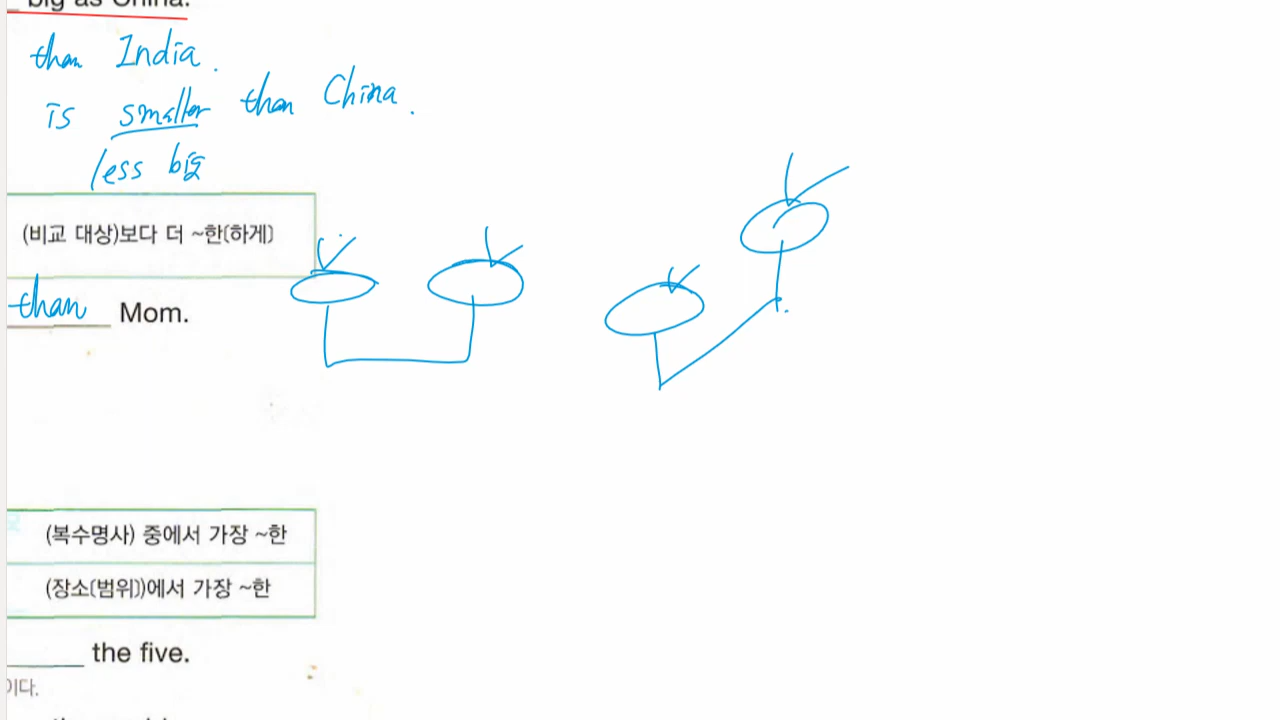 big as China.
than India.
is smaller than China.
less big
(비교 대상)보다 더 ~한(하게)
than Mom.
(복수명사) 중에서 가장 ~한
(장소(범위))에서 가장 ~한
the five.
이다.